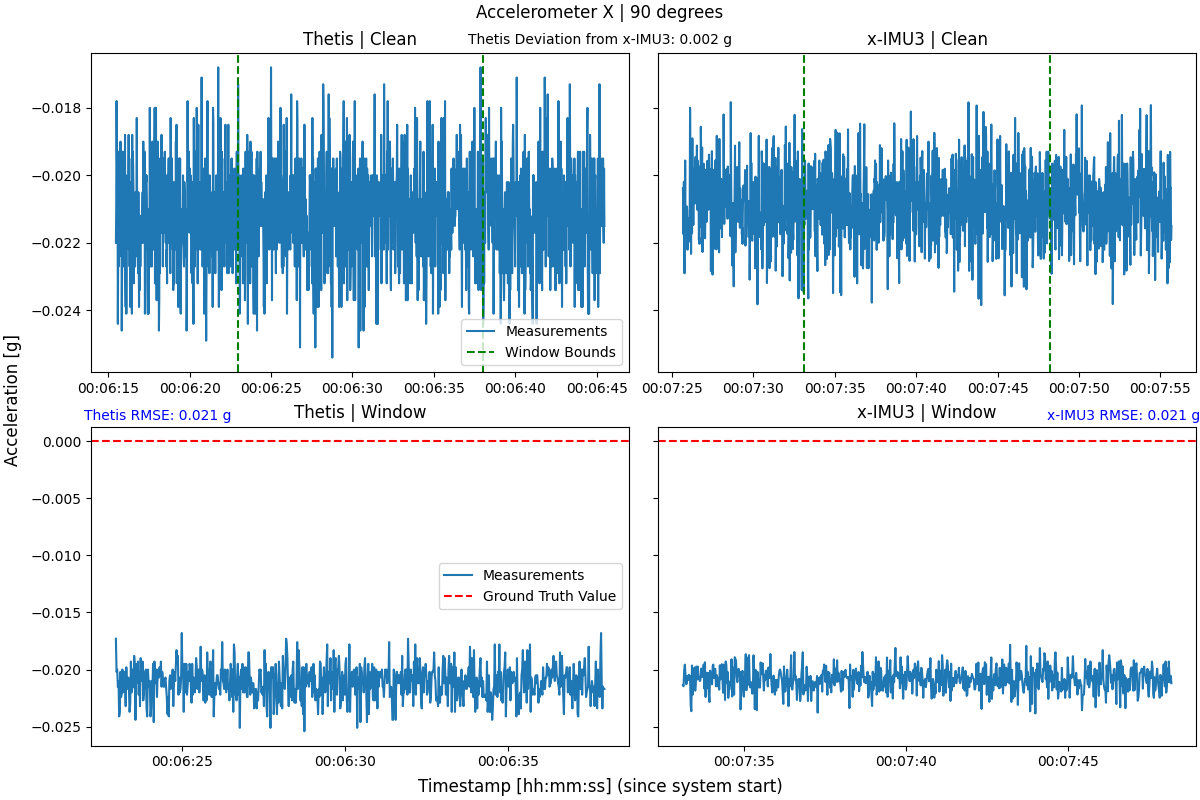 Accelerometer X | 90 degrees
Thetis | Clean
Thetis Deviation from x-IMU3: 0.002 g
x-IMU3 | Clean
−0.018
−0.020
−0.022
−0.024
Measurements
Window Bounds
00:06:15 00:06:20 00:06:25 00:06:30 00:06:35 00:06:40 00:06:45
00:07:25 00:07:30 00:07:35 00:07:40 00:07:45 00:07:50 00:07:55
Acceleration [g]
Thetis RMSE: 0.021 g
Thetis | Window
x-IMU3 | Window
x-IMU3 RMSE: 0.021 g
0.000
−0.005
−0.010
−0.015
−0.020
−0.025
Measurements
Ground Truth Value
00:06:25 00:06:30 00:06:35
00:07:35 00:07:40 00:07:45
Timestamp [hh:mm:ss] (since system start)